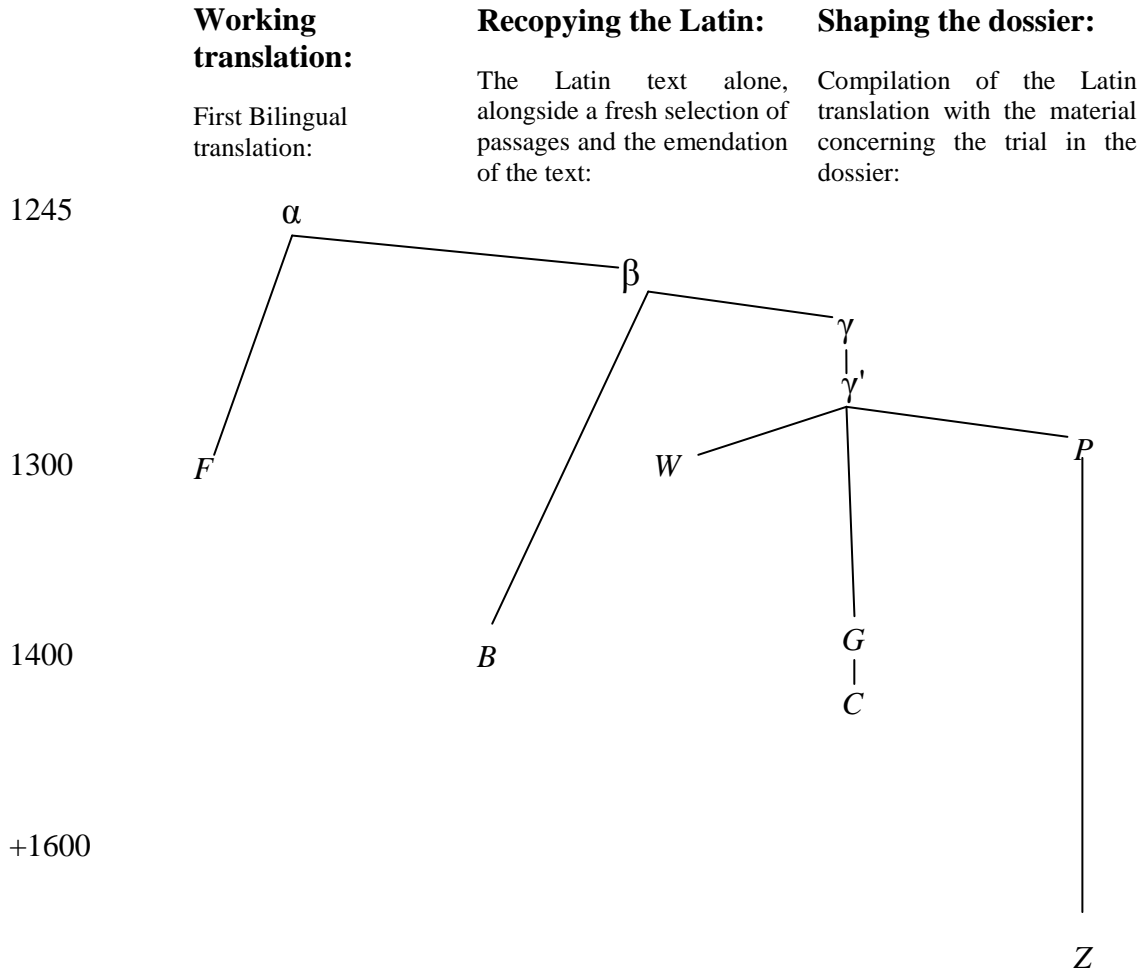 Working
translation:
First Bilingual
translation:
Recopying the Latin:
The Latin text alone,
alongside a fresh selection of
passages and the emendation
of the text:
Shaping the dossier:
Compilation of the Latin
translation with the material
concerning the trial in the
dossier:
1245
α
β
γ
γ'
1300
F
W
P
1400
B
G
C
+1600
Z